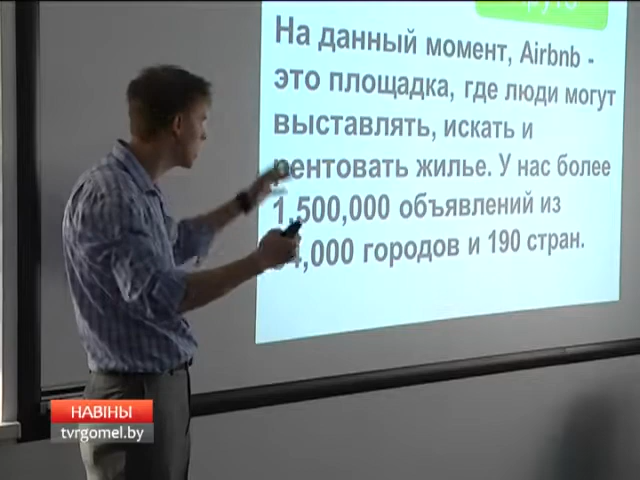 На данный момент, Airbnb -
это площадка, где люди могут
выставлять, искать и
рентовать жилье. У нас более
1,500,000 объявлений из
,000 городов и 190 стран.
НАВІНЫ
tvrgomel.by